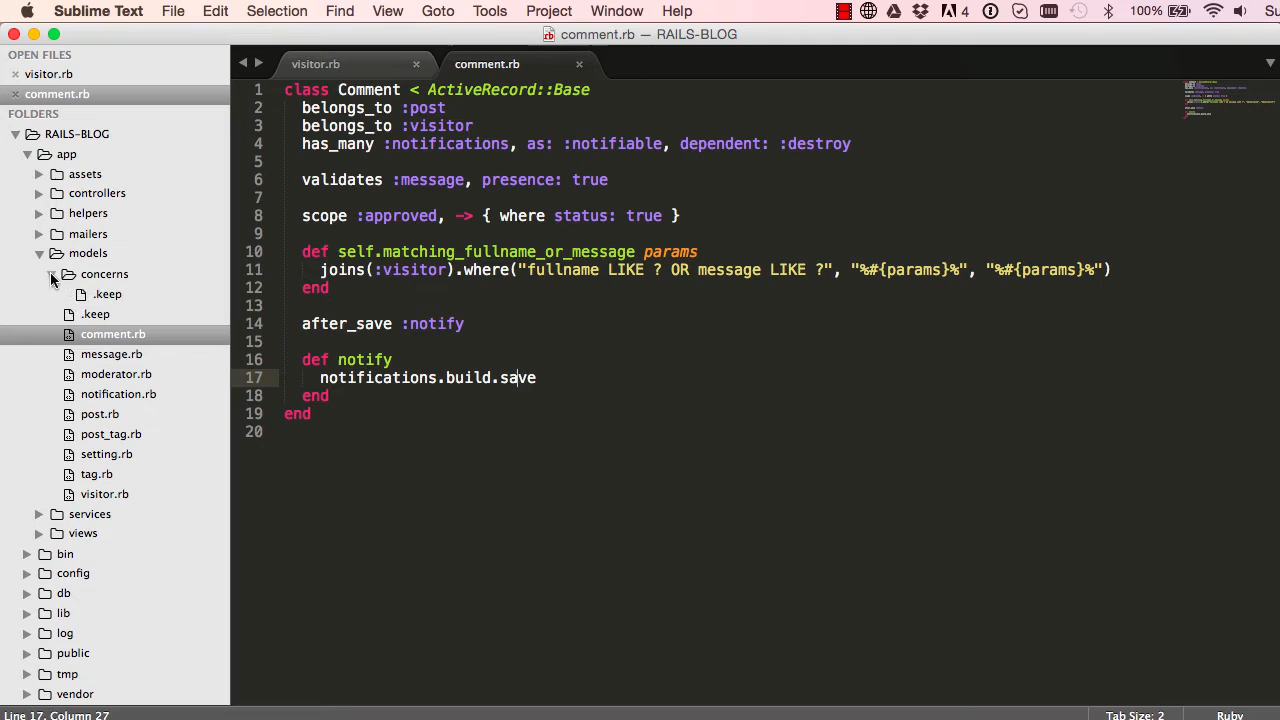 Sublime Text File Edit Selection Find View Goto Tools Project Window Help 4 100% Su
comment.rb — RAILS-BLOG
OPEN FILES
× visitor.rb
× comment.rb
FOLDERS
RAILS-BLOG
app
assets
controllers
helpers
mailers
models
concerns
.keep
.keep
comment.rb
message.rb
moderator.rb
notification.rb
post.rb
post_tag.rb
setting.rb
tag.rb
visitor.rb
services
views
bin
config
db
lib
log
public
tmp
vendor
visitor.rb × comment.rb ×
1 class Comment < ActiveRecord::Base
2 belongs_to :post
3 belongs_to :visitor
4 has_many :notifications, as: :notifiable, dependent: :destroy
5
6 validates :message, presence: true
7
8 scope :approved, -> { where status: true }
9
10 def self.matching_fullname_or_message params
11 joins(:visitor).where("fullname LIKE ? OR message LIKE ?", "%#{params}%", "%#{params}%")
12 end
13
14 after_save :notify
15
16 def notify
17 notifications.build.save
18 end
19 end
20
Line 17, Column 27 Tab Size: 2 Ruby